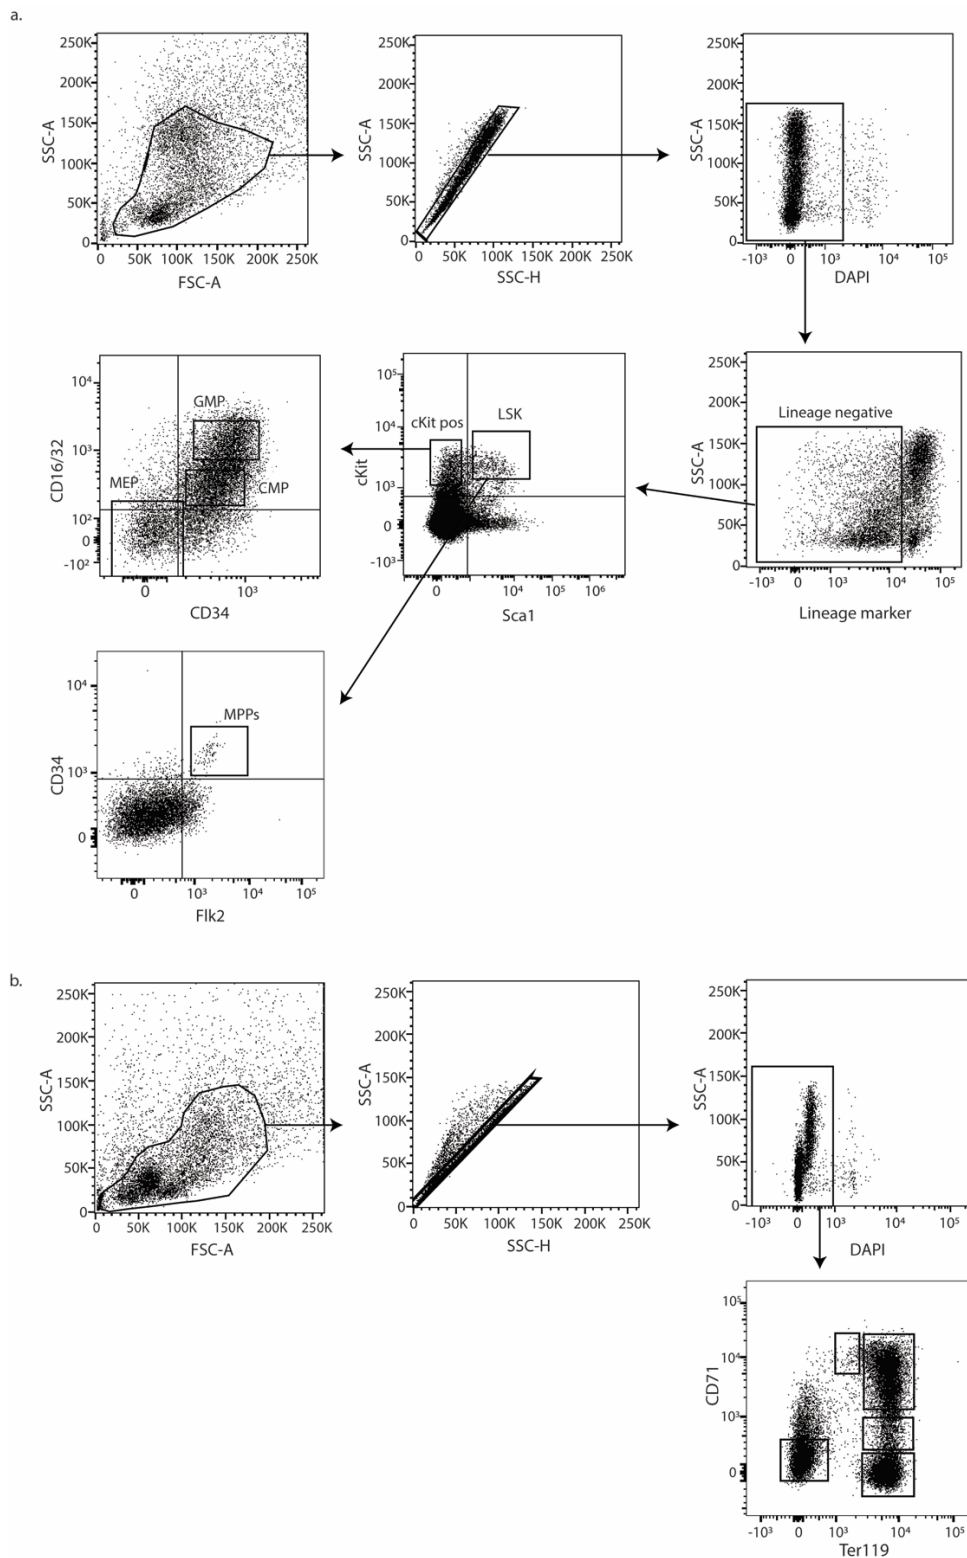 a.
250K
200K
150K
100K
50K
0
SSC-A
0 50K 100K 150K 200K 250K
FSC-A
250K
200K
150K
100K
50K
0
SSC-A
0 50K 100K 150K 200K 250K
SSC-H
250K
200K
150K
100K
50K
0
SSC-A
-10³ 0 10³ 10⁴ 10⁵
DAPI
10⁴
10³
10²
0
-10²
CD16/32
GMP
MEP
CMP
0 10³
CD34
10⁵
10⁴
10³
0
-10³
cKit
cKit pos
LSK
0 10⁴ 10⁵ 10⁶
Sca1
250K
200K
150K
100K
50K
0
SSC-A
Lineage negative
-10³ 0 10³ 10⁴ 10⁵
Lineage marker
10⁴
10³
0
CD34
MPPs
0 10³ 10⁴ 10⁵
Flk2
b.
250K
200K
150K
100K
50K
0
SSC-A
0 50K 100K 150K 200K 250K
FSC-A
250K
200K
150K
100K
50K
0
SSC-A
0 50K 100K 150K 200K 250K
SSC-H
250K
200K
150K
100K
50K
0
SSC-A
-10³ 0 10³ 10⁴ 10⁵
DAPI
10⁵
10⁴
10³
0
CD71
-10³ 0 10³ 10⁴ 10⁵
Ter119